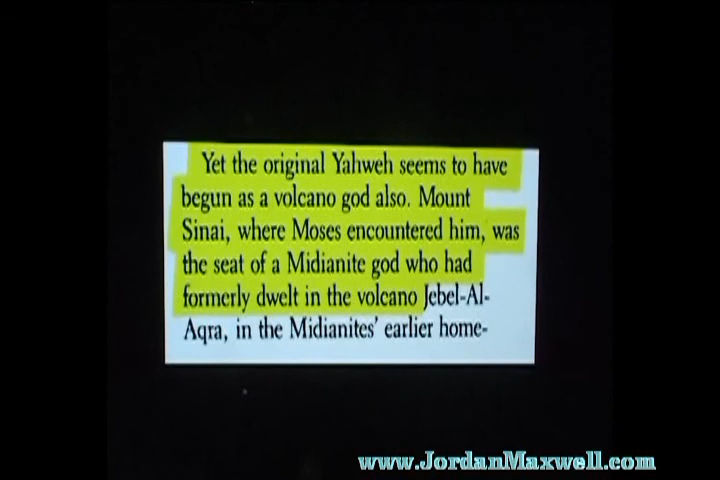 Yet the original Yahweh seems to have
begun as a volcano god also. Mount
Sinai, where Moses encountered him, was
the seat of a Midianite god who had
formerly dwelt in the volcano Jebel-Al-
Aqra, in the Midianites' earlier home-
www.JordanMaxwell.com